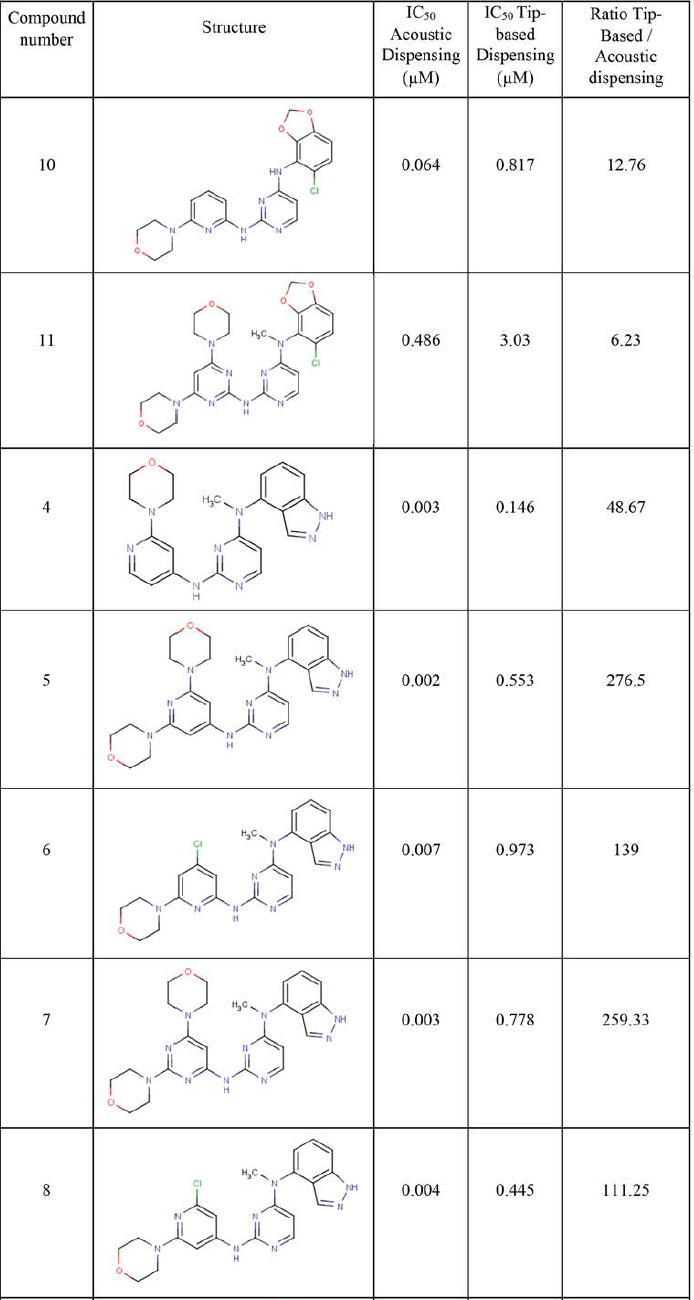 Compound
number
Structure
IC50
Acoustic
Dispensing
(µM)
IC50 Tip-
based
Dispensing
(µM)
Ratio Tip-
Based /
Acoustic
dispensing
10
O
O
HN
Cl
N
N
N
N
H
N
O
0.064
0.817
12.76
11
O
O
O
H3C
N
N
Cl
N
N
N
N
N
H
N
O
0.486
3.03
6.23
4
O
H3C
N
N
NH
N
N
N
N
H
N
0.003
0.146
48.67
5
O
H3C
N
N
NH
N
N
N
N
N
H
N
O
0.002
0.553
276.5
6
Cl
H3C
N
NH
N
N
N
N
N
H
N
O
0.007
0.973
139
7
O
H3C
N
N
NH
N
N
N
N
N
N
H
N
O
0.003
0.778
259.33
8
Cl
H3C
N
NH
N
N
N
N
N
H
N
O
0.004
0.445
111.25